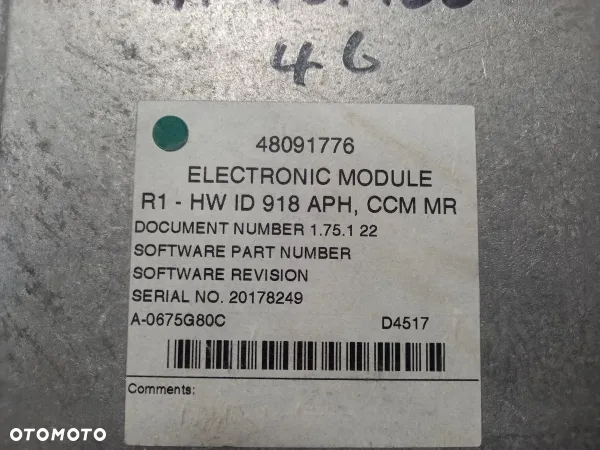 46
48091776
ELECTRONIC MODULE
R1 - HW ID 918 APH, CCM MR
DOCUMENT NUMBER 1.75.1 22
SOFTWARE PART NUMBER
SOFTWARE REVISION
SERIAL NO. 20178249
A-0675G80C D4517
Comments:
OTOMOTO